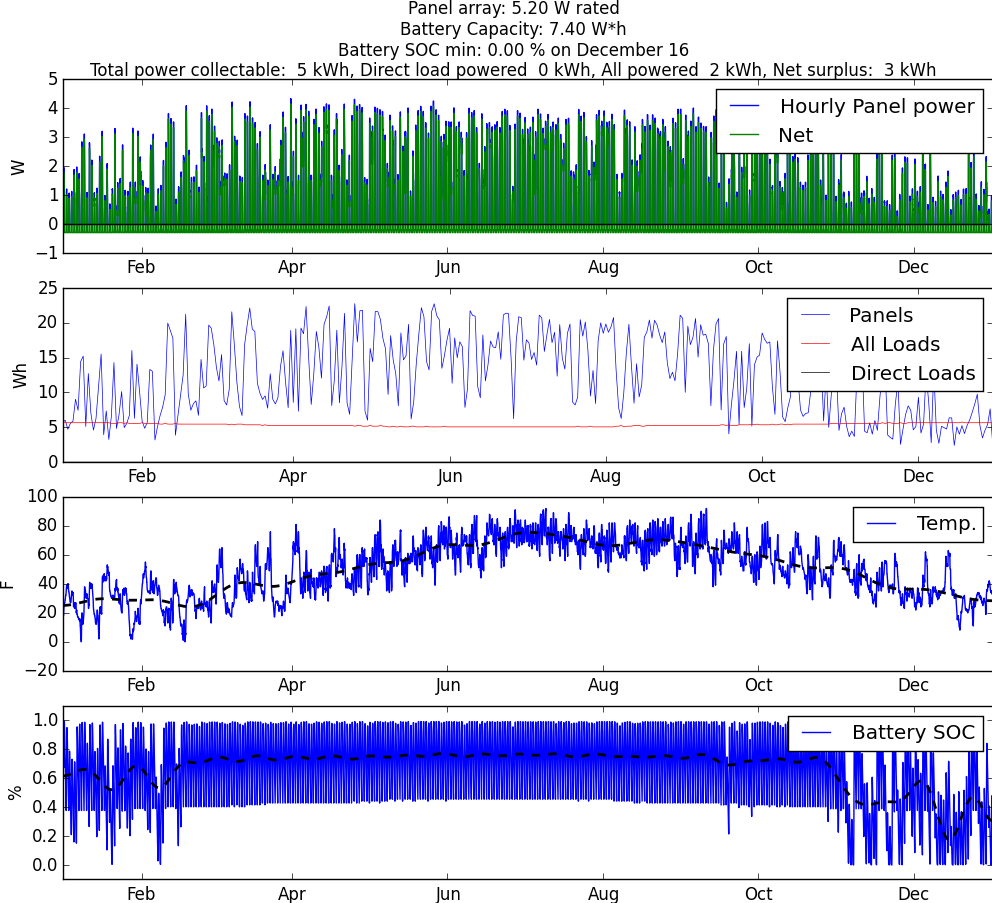 Panel array: 5.20 W rated
Battery Capacity: 7.40 W*h
Battery SOC min: 0.00 % on December 16
Total power collectable:  5 kWh, Direct load powered  0 kWh, All powered  2 kWh, Net surplus:  3 kWh
5
4
3
2
1
0
−1
W
Hourly Panel power
Net
Feb Apr Jun Aug Oct Dec
25
20
15
10
5
0
Wh
Panels
All Loads
Direct Loads
Feb Apr Jun Aug Oct Dec
100
80
60
40
20
0
−20
F
Temp.
Feb Apr Jun Aug Oct Dec
1.0
0.8
0.6
0.4
0.2
0.0
%
Battery SOC
Feb Apr Jun Aug Oct Dec